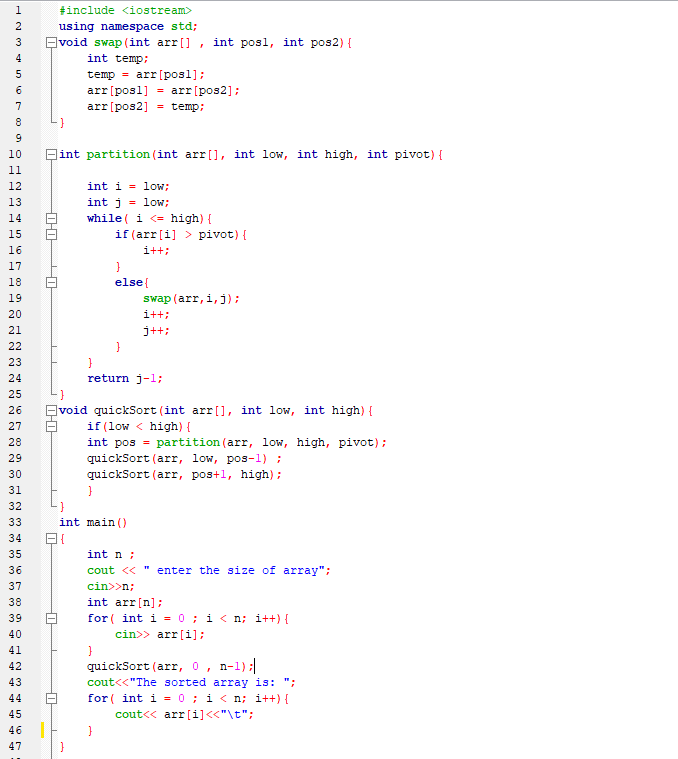 1 #include <iostream>
2 using namespace std;
3 void swap(int arr[] , int pos1, int pos2){
4 int temp;
5 temp = arr[pos1];
6 arr[pos1] = arr[pos2];
7 arr[pos2] = temp;
8 }
9
10 int partition(int arr[], int low, int high, int pivot){
11
12 int i = low;
13 int j = low;
14 while( i <= high){
15 if(arr[i] > pivot){
16 i++;
17 }
18 else{
19 swap(arr,i,j);
20 i++;
21 j++;
22 }
23 }
24 return j-1;
25 }
26 void quickSort(int arr[], int low, int high){
27 if(low < high){
28 int pos = partition(arr, low, high, pivot);
29 quickSort(arr, low, pos-1) ;
30 quickSort(arr, pos+1, high);
31 }
32 }
33 int main()
34 {
35 int n ;
36 cout << " enter the size of array";
37 cin>>n;
38 int arr[n];
39 for( int i = 0 ; i < n; i++){
40 cin>> arr[i];
41 }
42 quickSort(arr, 0 , n-1);
43 cout<<"The sorted array is: ";
44 for( int i = 0 ; i < n; i++){
45 cout<< arr[i]<<"\t";
46 }
47 }